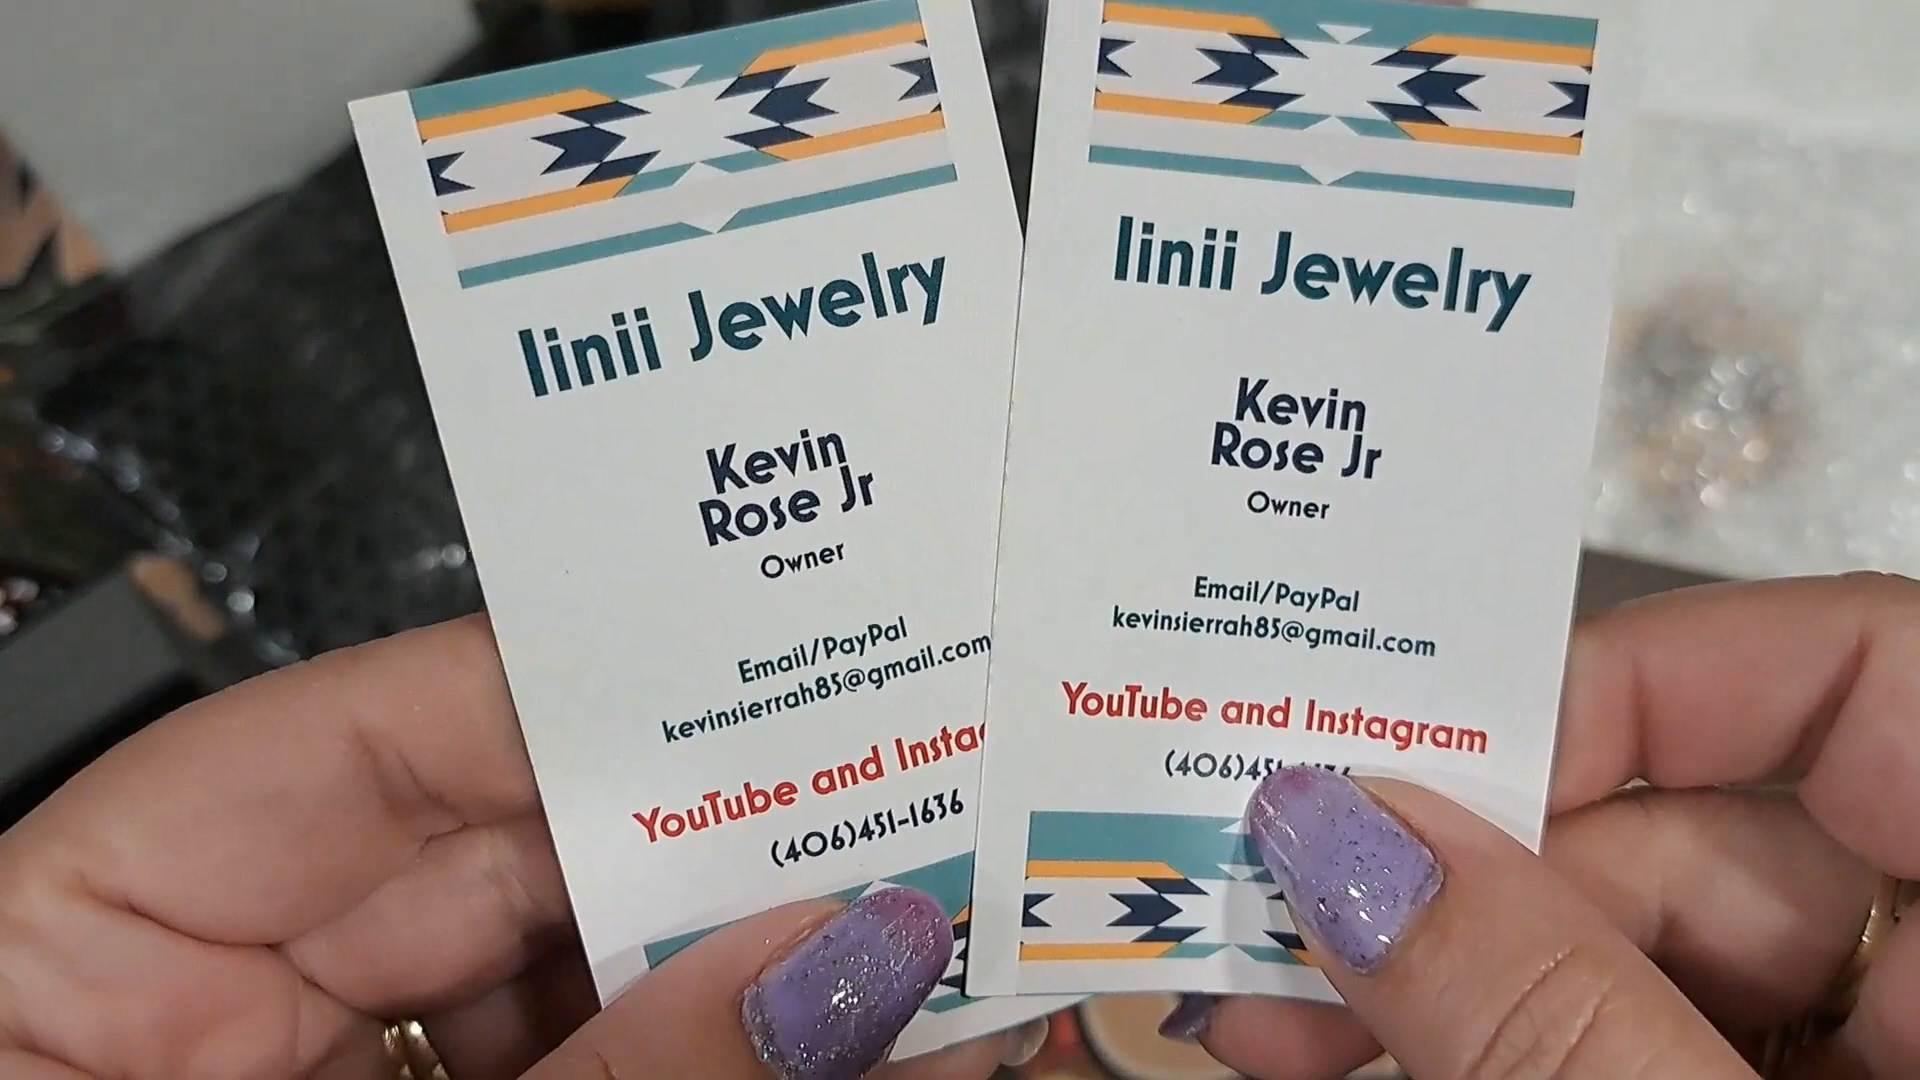 Iinii Jewelry
Kevin
Rose Jr
Owner
Email/PayPal
kevinsierrah85@gmail.com
YouTube and
(406)451-1636
Iinii Jewelry
Kevin
Rose Jr
Owner
Email/PayPal
kevinsierrah85@gmail.com
YouTube and Instagram